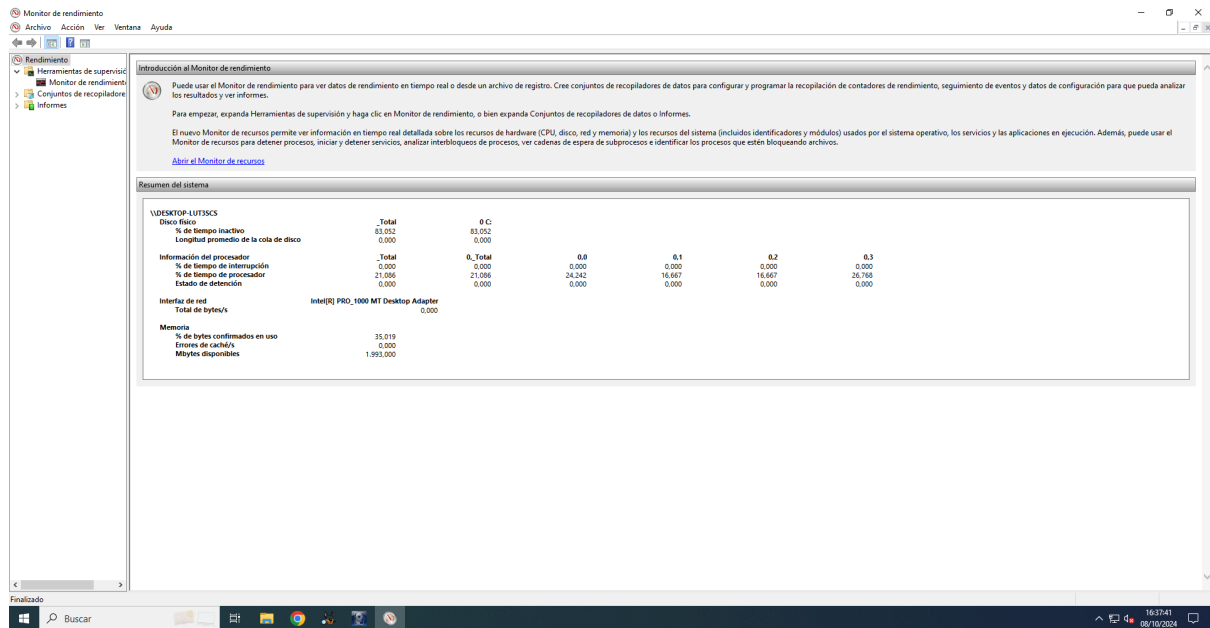 Monitor de rendimiento
Archivo Acción Ver Ventana Ayuda
Rendimiento
Herramientas de supervisió
Monitor de rendimient
Conjuntos de recopiladore
Informes
Introducción al Monitor de rendimiento
Puede usar el Monitor de rendimiento para ver datos de rendimiento en tiempo real o desde un archivo de registro. Cree conjuntos de recopiladores de datos para configurar y programar la recopilación de contadores de rendimiento, seguimiento de eventos y datos de configuración para que pueda analizar
los resultados y ver informes.
Para empezar, expanda Herramientas de supervisión y haga clic en Monitor de rendimiento, o bien expanda Conjuntos de recopiladores de datos o Informes.
El nuevo Monitor de recursos permite ver información en tiempo real detallada sobre los recursos de hardware (CPU, disco, red y memoria) y los recursos del sistema (incluidos identificadores y módulos) usados por el sistema operativo, los servicios y las aplicaciones en ejecución. Además, puede usar el
Monitor de recursos para detener procesos, iniciar y detener servicios, analizar interbloqueos de procesos, ver cadenas de espera de subprocesos e identificar los procesos que estén bloqueando archivos.
Abrir el Monitor de recursos
Resumen del sistema
\\DESKTOP-LUT3SCS
Disco físico _Total 0 C:
% de tiempo inactivo 83,052 83,052
Longitud promedio de la cola de disco 0,000 0,000
Información del procesador _Total 0,_Total 0,0 0,1 0,2 0,3
% de tiempo de interrupción 0,000 0,000 0,000 0,000 0,000 0,000
% de tiempo de procesador 21,086 21,086 24,242 16,667 16,667 26,768
Estado de detención 0,000 0,000 0,000 0,000 0,000 0,000
Interfaz de red Intel[R] PRO_1000 MT Desktop Adapter
Total de bytes/s 0,000
Memoria
% de bytes confirmados en uso 35,019
Errores de caché/s 0,000
Mbytes disponibles 1.993,000
Finalizado
Buscar
16:37:41
08/10/2024